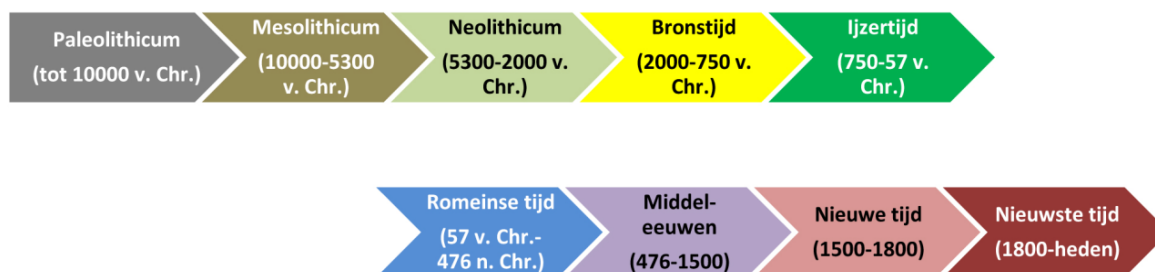 Paleolithicum
(tot 10000 v. Chr.)
Mesolithicum
(10000-5300
v. Chr.)
Neolithicum
(5300-2000 v.
Chr.)
Bronstijd
(2000-750 v.
Chr.)
Ijzertijd
(750-57 v.
Chr.)
Romeinse tijd
(57 v. Chr.-
476 n. Chr.)
Middel-
eeuwen
(476-1500)
Nieuwe tijd
(1500-1800)
Nieuwste tijd
(1800-heden)